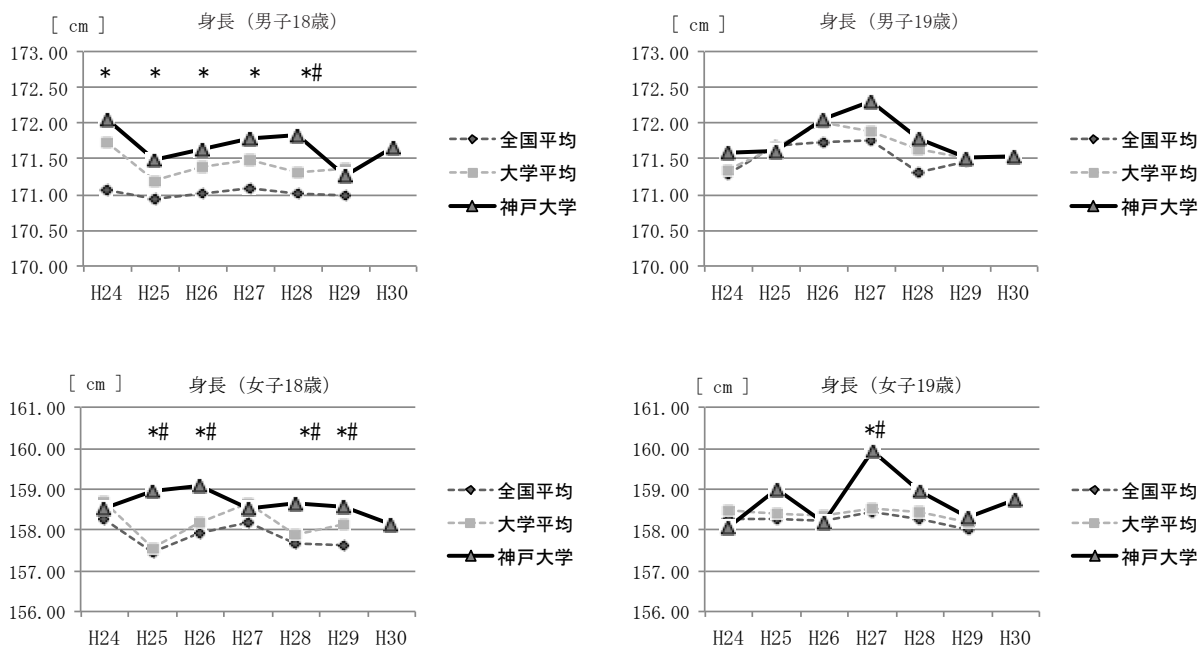 [ cm ]
身長（男子18歳）
173.00
172.50
172.00
171.50
171.00
170.50
170.00
* * * * *#
H24 H25 H26 H27 H28 H29 H30
全国平均
大学平均
神戸大学
[ cm ]
身長（男子19歳）
173.00
172.50
172.00
171.50
171.00
170.50
170.00
H24 H25 H26 H27 H28 H29 H30
全国平均
大学平均
神戸大学
[ cm ]
身長（女子18歳）
161.00
160.00
159.00
158.00
157.00
156.00
*# *# *# *#
H24 H25 H26 H27 H28 H29 H30
全国平均
大学平均
神戸大学
[ cm ]
身長（女子19歳）
161.00
160.00
159.00
158.00
157.00
156.00
*#
H24 H25 H26 H27 H28 H29 H30
全国平均
大学平均
神戸大学